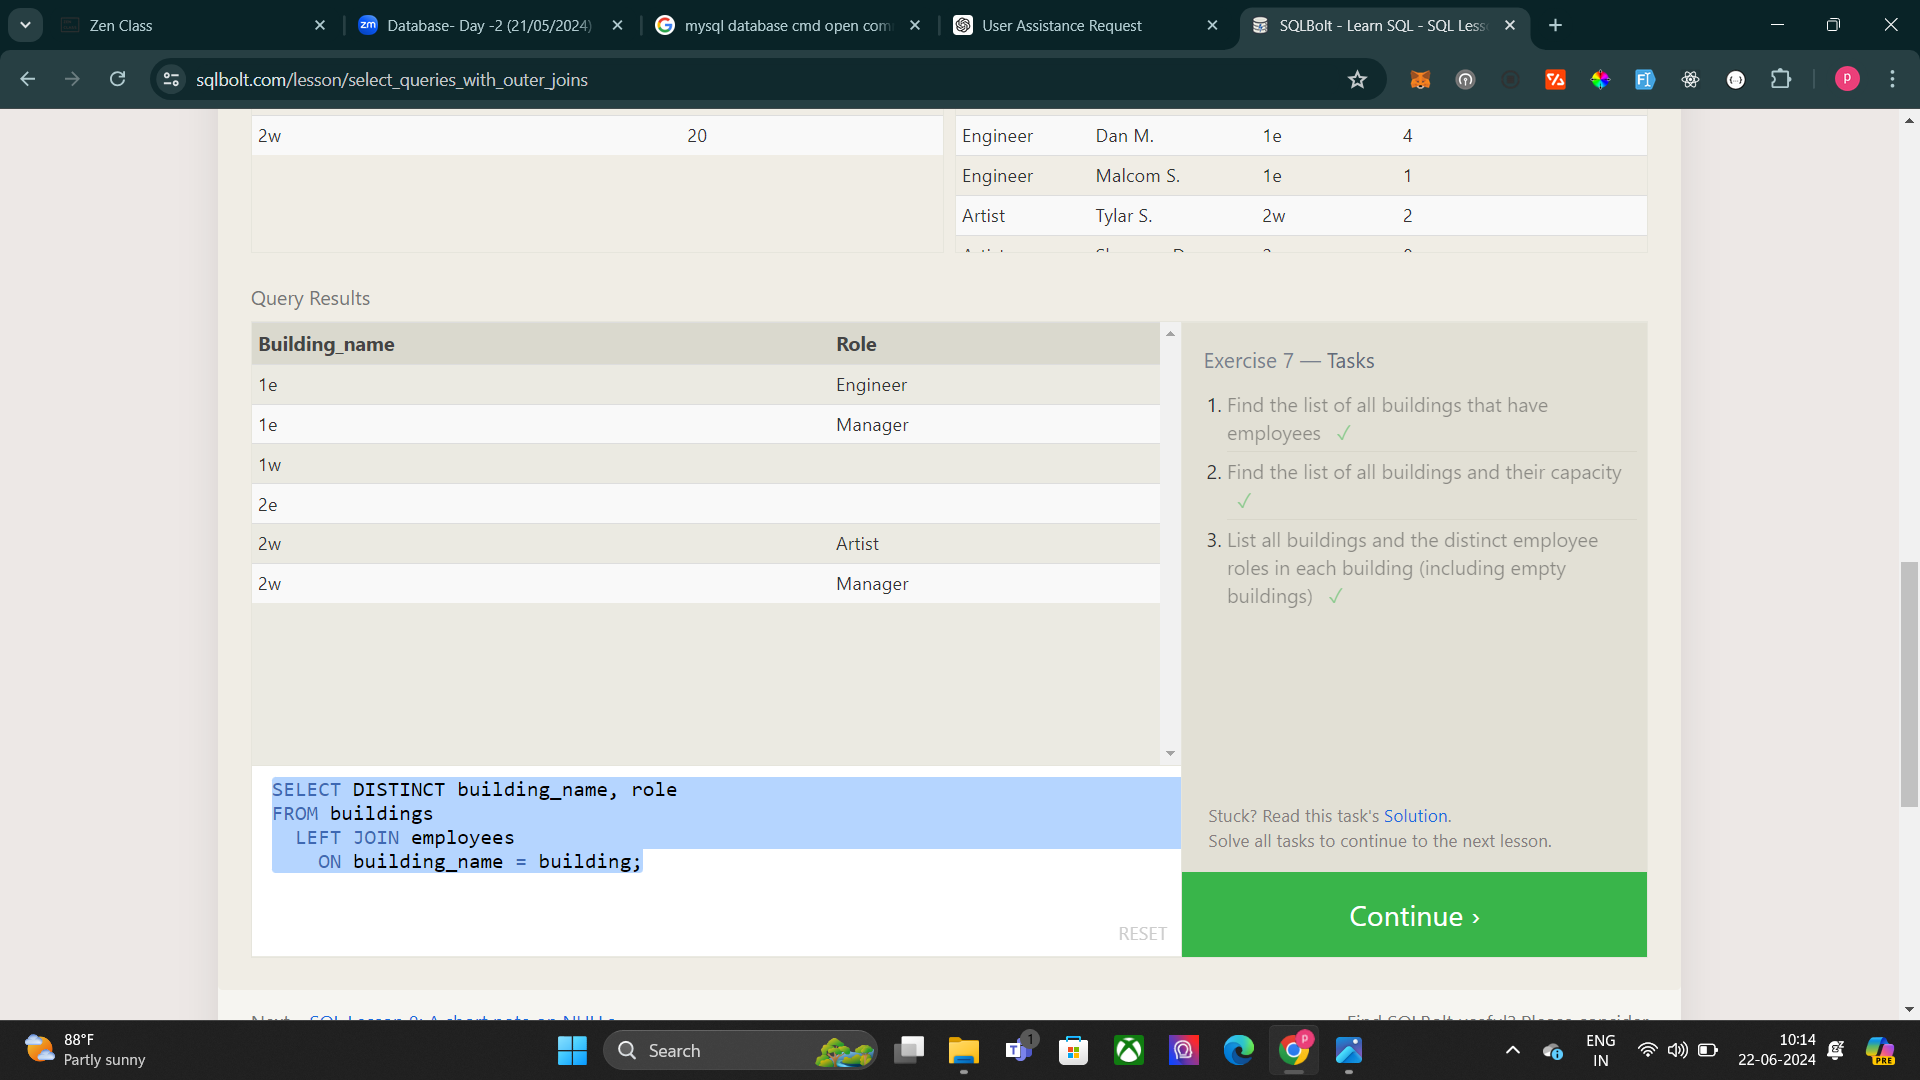 Zen Class
zm Database- Day -2 (21/05/2024)
mysql database cmd open com
User Assistance Request
SQLBolt - Learn SQL - SQL Less
sqlbolt.com/lesson/select_queries_with_outer_joins
P
2w 20
Engineer Dan M. 1e 4
Engineer Malcom S. 1e 1
Artist Tylar S. 2w 2
Query Results
Building_name Role
1e Engineer
1e Manager
1w
2e
2w Artist
2w Manager
Exercise 7 — Tasks
1. Find the list of all buildings that have
employees ✓
2. Find the list of all buildings and their capacity
✓
3. List all buildings and the distinct employee
roles in each building (including empty
buildings) ✓
SELECT DISTINCT building_name, role
FROM buildings
LEFT JOIN employees
ON building_name = building;
RESET
Stuck? Read this task's Solution.
Solve all tasks to continue to the next lesson.
Continue ›
88°F
Partly sunny
Search
1
ENG
IN
10:14
22-06-2024
PRE